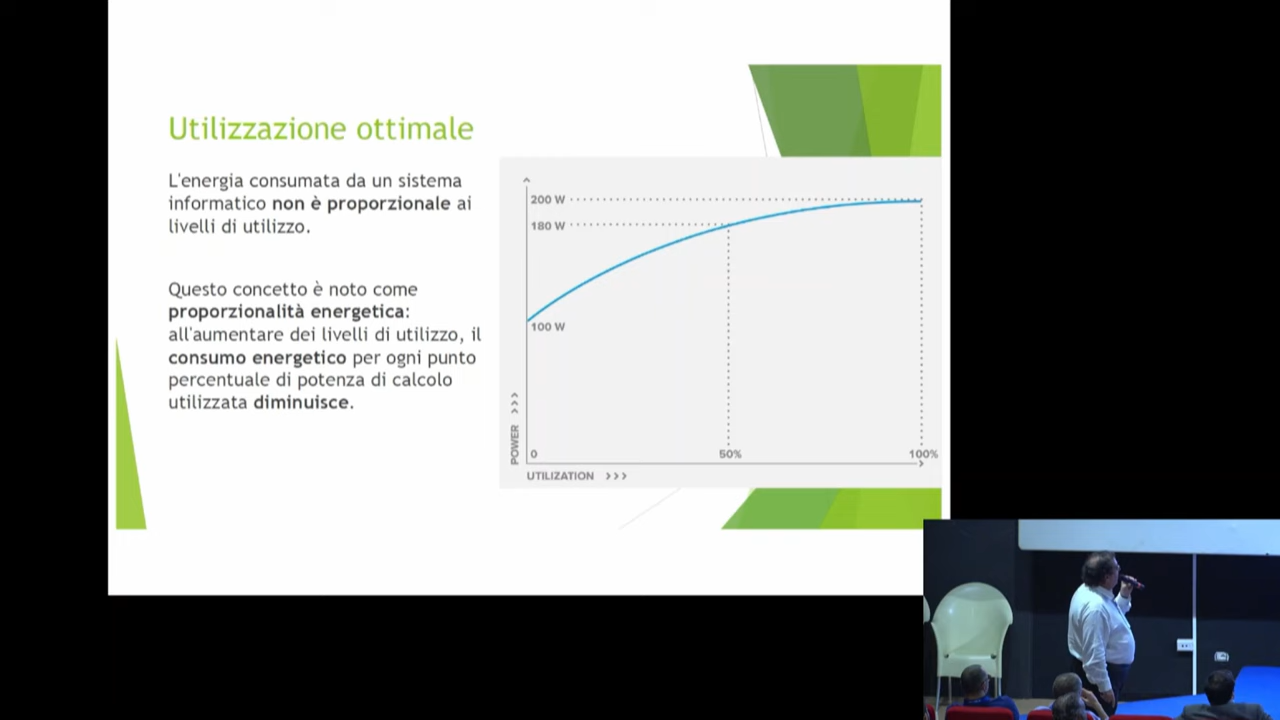 Utilizzazione ottimale
L'energia consumata da un sistema
informatico non è proporzionale ai
livelli di utilizzo.
Questo concetto è noto come
proporzionalità energetica:
all'aumentare dei livelli di utilizzo, il
consumo energetico per ogni punto
percentuale di potenza di calcolo
utilizzata diminuisce.
200 W
180 W
100 W
POWER >>>
0
50%
100%
UTILIZATION >>>